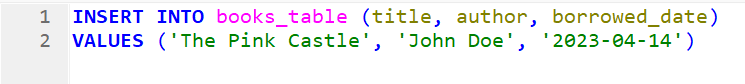 1 INSERT INTO books_table (title, author, borrowed_date)
2 VALUES ('The Pink Castle', 'John Doe', '2023-04-14')